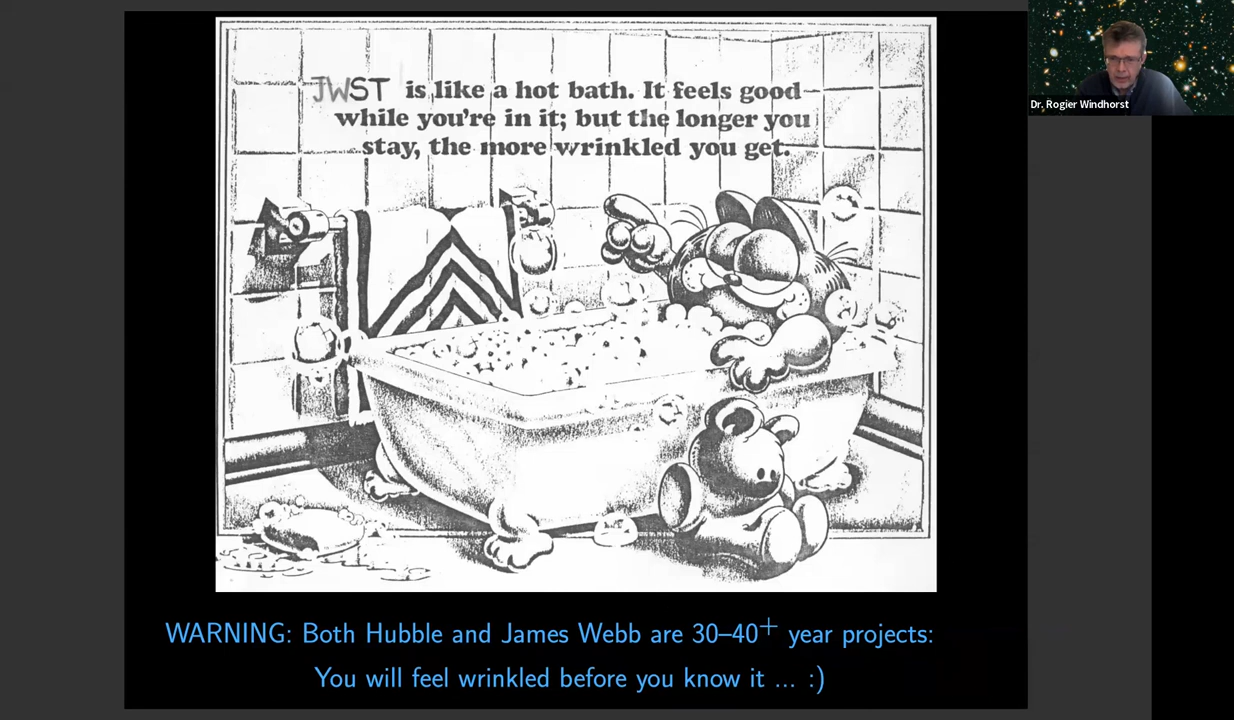 JWST is like a hot bath. It feels good
while you're in it; but the longer you
stay, the more wrinkled you get.
Dr. Rogier Windhorst
WARNING: Both Hubble and James Webb are 30–40+ year projects:
You will feel wrinkled before you know it ... :)